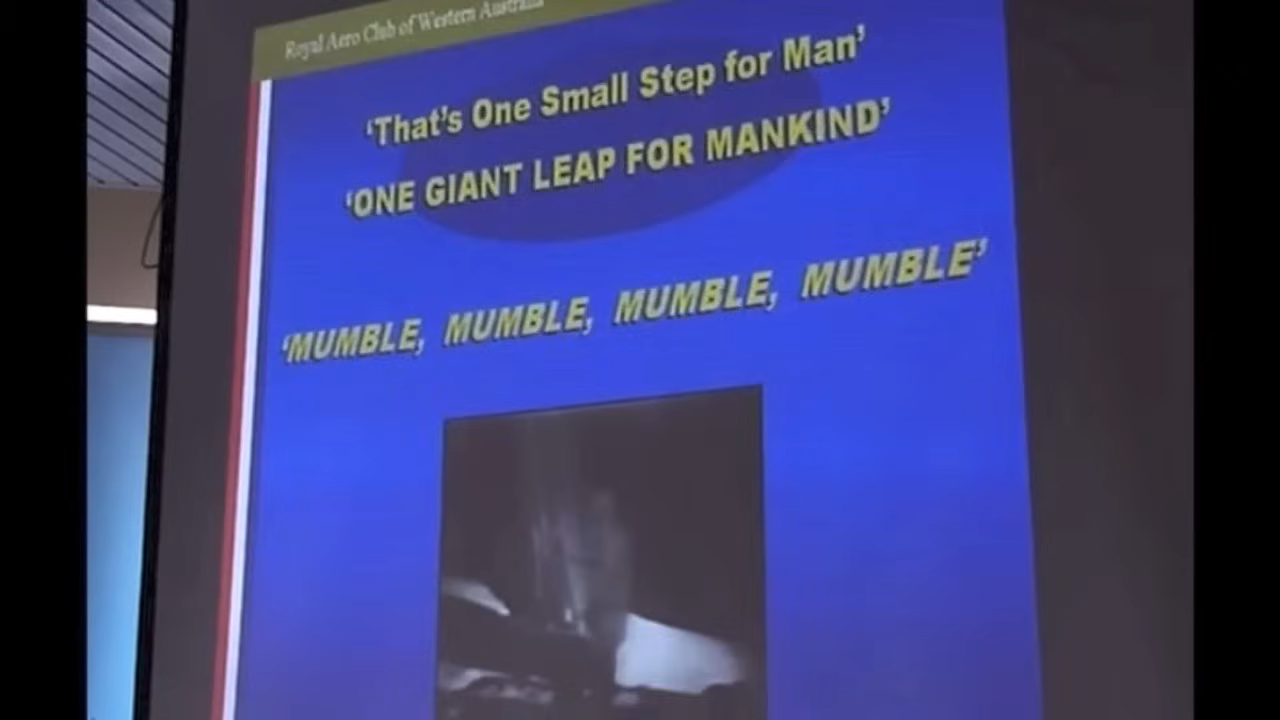 Royal Aero Club of Western Australia
‘That’s One Small Step for Man’
‘ONE GIANT LEAP FOR MANKIND’
‘MUMBLE, MUMBLE, MUMBLE, MUMBLE’